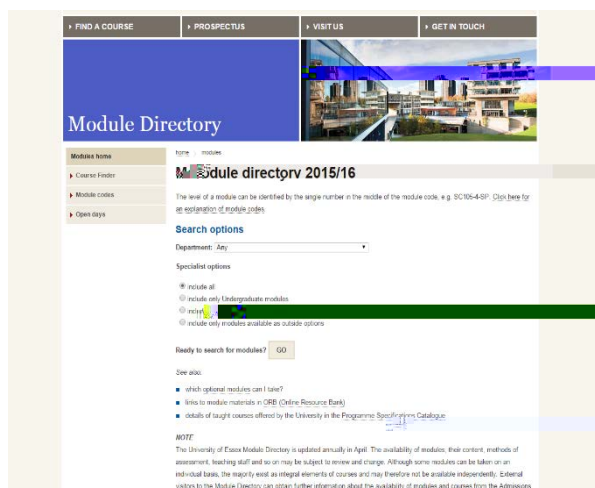 FIND A COURSE
PROSPECTUS
VISIT US
GET IN TOUCH
Module Directory
Modules home
Course Finder
Module codes
Open days
home modules
Module directory 2015/16
The level of a module can be identified by the single number in the middle of the module code, e.g. SC105-4-SP. Click here for
an explanation of module codes.
Search options
Department: Any
Specialist options
include all
include only Undergraduate modules
include only modules available as outside options
Ready to search for modules? GO
See also:
which optional modules can I take?
links to module materials in ORB (Online Resource Bank)
details of taught courses offered by the University in the Programme Specifications Catalogue
NOTE
The University of Essex Module Directory is updated annually in April. The availability of modules, their content, methods of
assessment, teaching staff and so on may be subject to review and change. Although some modules can be taken on an
individual basis, the majority exist as integral elements of courses and may therefore not be available independently. External
visitors to the Module Directory can obtain further information about the availability of modules and courses from the Admissions